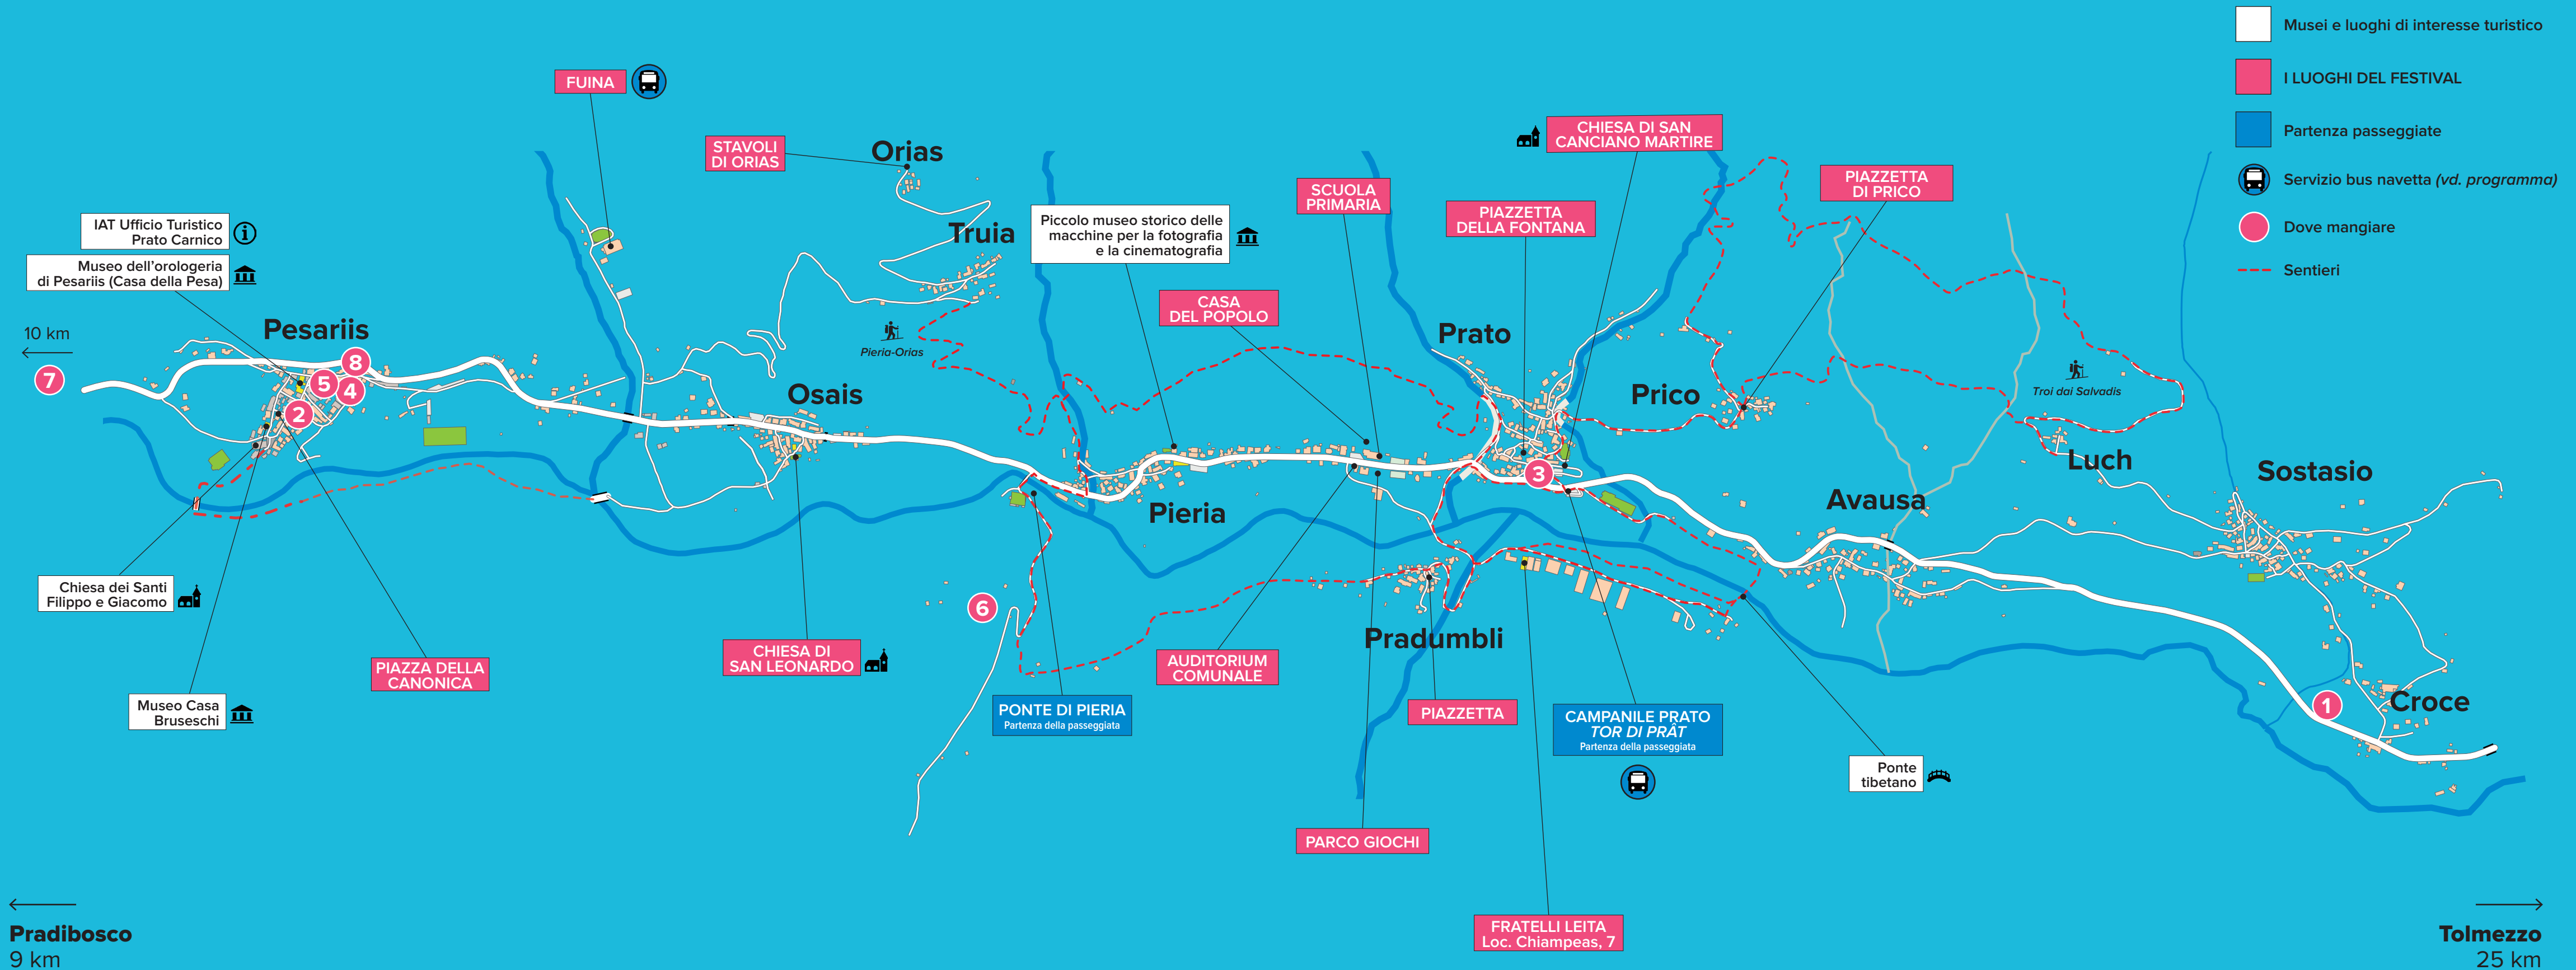 Musei e luoghi di interesse turistico
I LUOGHI DEL FESTIVAL
Partenza passeggiate
Servizio bus navetta (vd. programma)
Dove mangiare
Sentieri
FUINA
STAVOLI
DI ORIAS
Orias
Truia
IAT Ufficio Turistico
Prato Carnico
i
Museo dell'orologeria
di Pesariis (Casa della Pesa)
10 km
7
Pesariis
8
5
4
2
Osais
Pieria-Orias
Piccolo museo storico delle
macchine per la fotografia
e la cinematografia
CASA
DEL POPOLO
SCUOLA
PRIMARIA
PIAZZETTA
DELLA FONTANA
CHIESA DI SAN
CANCIANO MARTIRE
PIAZZETTA
DI PRICO
Prato
Prico
3
Troi dai Salvadis
Luch
Sostasio
Avausa
Pieria
Pradumbli
6
1
Croce
Chiesa dei Santi
Filippo e Giacomo
Museo Casa
Bruseschi
PIAZZA DELLA
CANONICA
CHIESA DI
SAN LEONARDO
PONTE DI PIERIA
Partenza della passeggiata
AUDITORIUM
COMUNALE
PIAZZETTA
CAMPANILE PRATO
TOR DI PRÂT
Partenza della passeggiata
Ponte
tibetano
PARCO GIOCHI
FRATELLI LEITA
Loc. Chiampeas, 7
Pradibosco
9 km
Tolmezzo
25 km